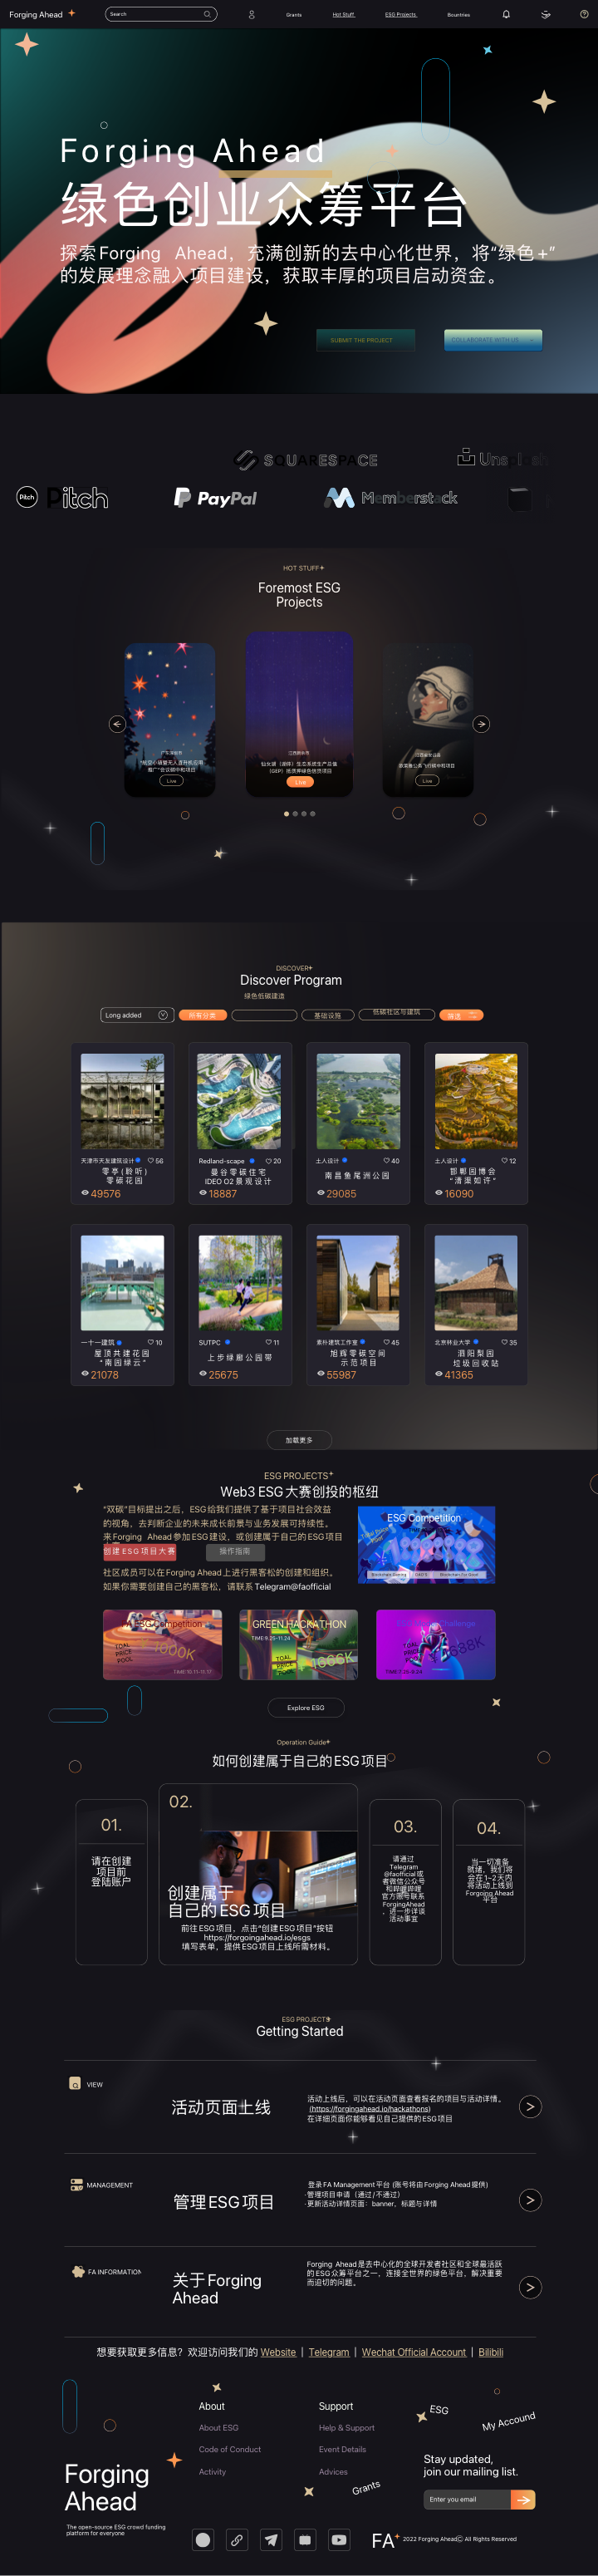 Forging Ahead
Search
Grants
Hot Stuff
ESG Projects
Bountries
Forging Ahead
绿色创业众筹平台
探索Forging Ahead，充满创新的去中心化世界，将“绿色+”
的发展理念融入项目建设，获取丰厚的项目启动资金。
SUBMIT THE PROJECT
COLLABORATE WITH US
SQUARESPACE
Unsplash
Pitch
Pitch
PayPal
Memberstack
HOT STUFF
Foremost ESG
Projects
Live
Live
Live
DISCOVER
Discover Program
绿色低碳建造
Long added
所有分类
基础设施
低碳社区与建筑
筛选
天津市天友建筑设计
56
零亭(聆听)
零碳花园
49576
Redland-scape
20
曼谷零碳住宅
IDEO O2景观设计
18887
土人设计
40
南昌鱼尾洲公园
29085
土人设计
12
邯郸园博会
“清渠如许”
16090
一十一建筑
10
屋顶共建花园
“南园绿云”
21078
SUTPC
11
上步绿廊公园带
25675
素朴建筑工作室
45
旭辉零碳空间
示范项目
55987
北京林业大学
35
泗阳梨园
垃圾回收站
41365
加载更多
ESG PROJECTS
Web3 ESG大赛创投的枢纽
“双碳”目标提出之后，ESG给我们提供了基于项目社会效益
的视角，去判断企业的未来成长前景与业务发展可持续性。
来Forging Ahead参加ESG建设，或创建属于自己的ESG项目
创建ESG项目大赛
操作指南
社区成员可以在Forging Ahead上进行黑客松的创建和组织。
如果你需要创建自己的黑客松，请联系Telegram@faofficial
ESG Competition
ESG Competition
TOAL
PRICE
POOL
1000K
TIME:10.11-11.11
GREEN HACKATHON
TIME:9.25-11.24
TOAL
PRICE
POOL
1666K
TOAL
PRICE
POOL
688K
TIME:7.25-8.24
Explore ESG
Operation Guide
如何创建属于自己的ESG项目
01.
请在创建
项目前
登陆账户
02.
创建属于
自己的ESG项目
前往ESG项目，点击“创建ESG项目”按钮
https://forgoingahead.io/esgs
填写表单，提供ESG项目上线所需材料。
03.
请通过
Telegram
@faofficial或
者微信公众号
和哔哩哔哩
官方账号联系
ForgingAhead
，进一步详谈
活动事宜
04.
当一切准备
就绪，我们将
会在1-2天内
将活动上线到
Forgoing Ahead
平台
ESG PROJECTS
Getting Started
VIEW
活动页面上线
活动上线后，可以在活动页面查看报名的项目与活动详情。
(https://forgingahead.io/hackathons)
在详细页面你能够看见自己提供的ESG项目
MANAGEMENT
管理ESG项目
登录FA Management平台 (账号将由Forging Ahead提供)
·管理项目申请（通过/不通过）
·更新活动详情页面：banner，标题与详情
FA INFORMATION
关于Forging
Ahead
Forging Ahead是去中心化的全球开发者社区和全球最活跃
的ESG众筹平台之一，连接全世界的绿色平台，解决重要
而迫切的问题。
想要获取更多信息？欢迎访问我们的 Website | Telegram | Wechat Official Account | Bilibili
About
About ESG
Code of Conduct
Activity
Support
Help & Support
Event Details
Advices
ESG
My Accound
Grants
Stay updated,
join our mailing list.
Enter you email
Forging
Ahead
The open-source ESG crowd funding
platform for everyone
FA
2022 Forging Ahead© All Rights Reserved